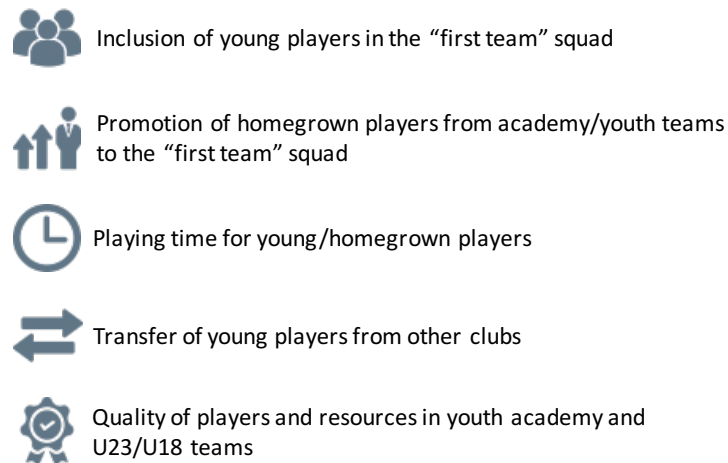 Inclusion of young players in the “first team” squad
Promotion of homegrown players from academy/youth teams
to the “first team” squad
Playing time for young/homegrown players
Transfer of young players from other clubs
Quality of players and resources in youth academy and
U23/U18 teams